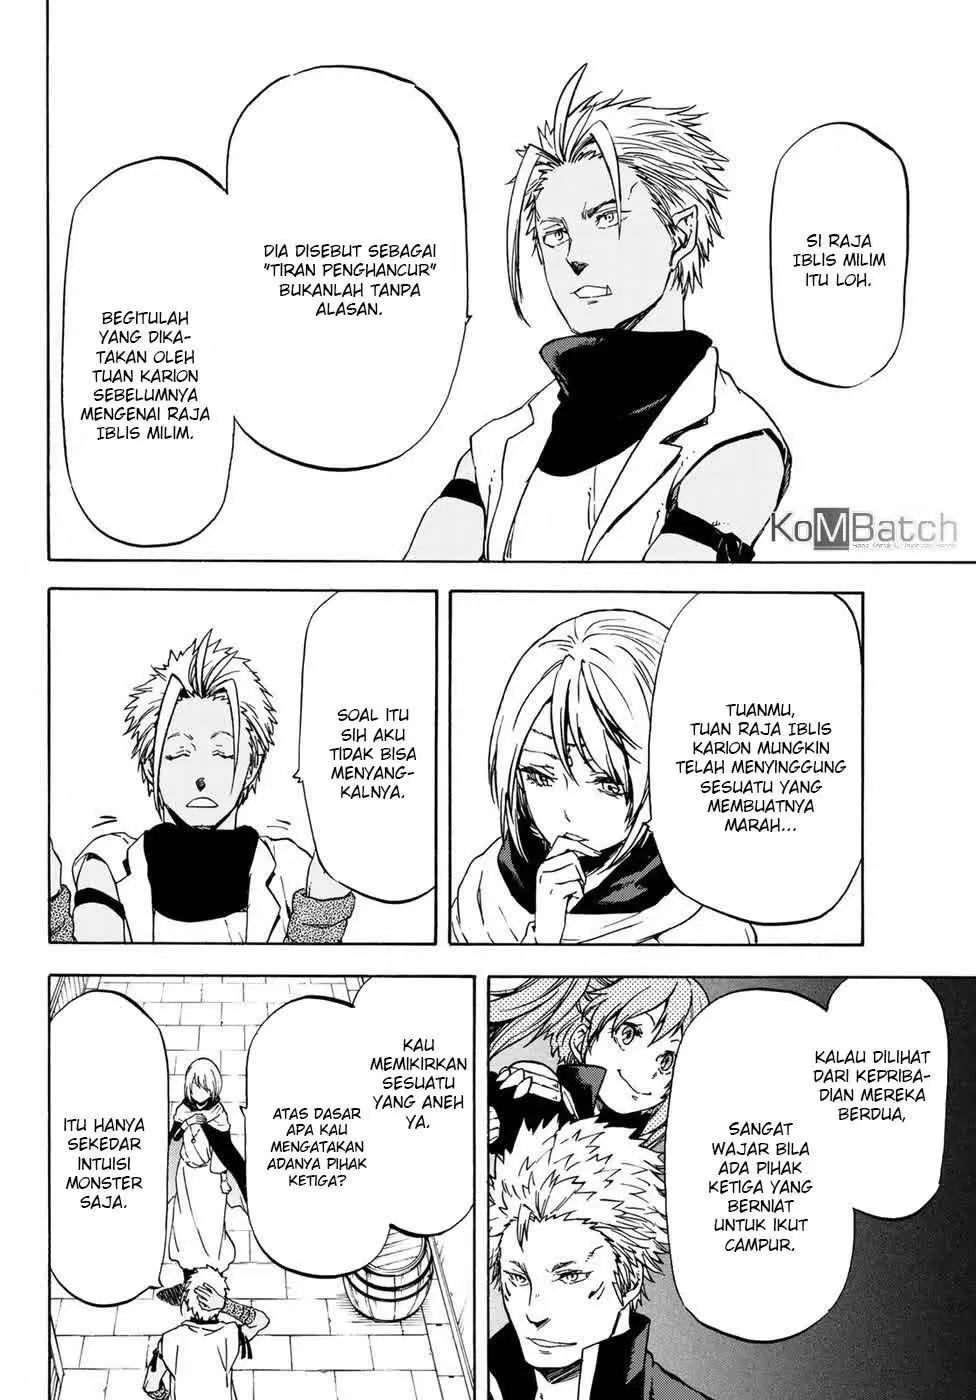 SI RAJA
IBLIS MILIM
ITU LOH.
DIA DISEBUT SEBAGAI
"TIRAN PENGHANCUR"
BUKANLAH TANPA
ALASAN.
BEGITULAH
YANG DIKA-
TAKAN OLEH
TUAN KARION
SEBELUMNYA
MENGENAI RAJA
IBLIS MILIM.
KoMBatch
TUANMU,
TUAN RAJA IBLIS
KARION MUNGKIN
TELAH MENYINGGUNG
SESUATU YANG
MEMBUATNYA
MARAH...
SOAL ITU
SIH AKU
TIDAK BISA
MENYANG-
KALNYA.
KALAU DILIHAT
DARI KEPRIBA-
DIAN MEREKA
BERDUA,
SANGAT
WAJAR BILA
ADA PIHAK
KETIGA YANG
BERNIAT
UNTUK IKUT
CAMPUR.
KAU
MEMIKIRKAN
SESUATU
YANG ANEH
YA.
ATAS DASAR
APA KAU
MENGATAKAN
ADANYA PIHAK
KETIGA?
ITU HANYA
SEKEDAR
INTUISI
MONSTER
SAJA.